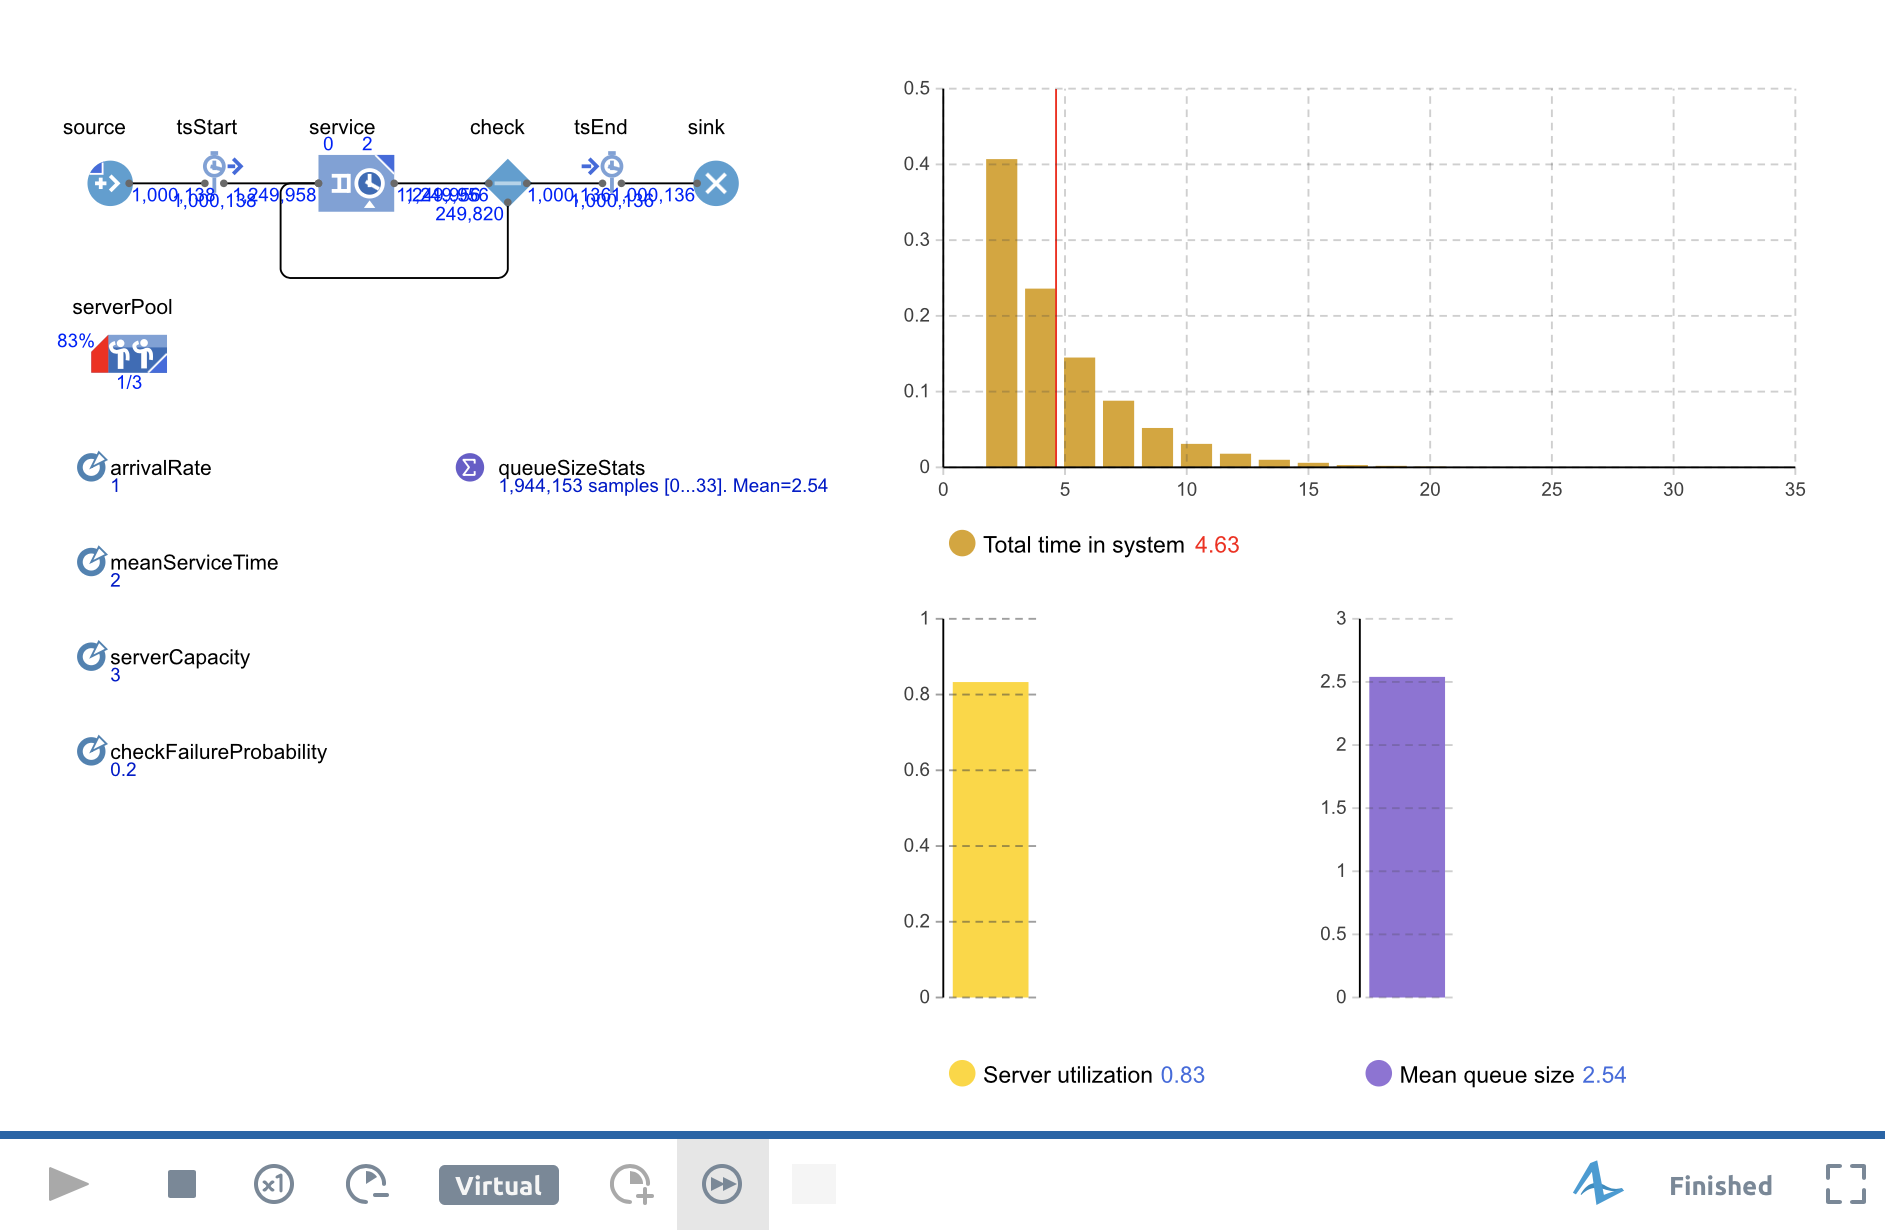 source tsStart service check tsEnd sink
0 2
1,000,138 1,249,958 1,249,956 1,000,136 1,000,136
1,000,138 1,000,136
249,820
serverPool
83%
1/3
arrivalRate
1
meanServiceTime
2
serverCapacity
3
checkFailureProbability
0.2
queueSizeStats
1,944,153 samples [0...33]. Mean=2.54
0.5
0.4
0.3
0.2
0.1
0
0 5 10 15 20 25 30 35
Total time in system 4.63
1
0.8
0.6
0.4
0.2
0
Server utilization 0.83
3
2.5
2
1.5
1
0.5
0
Mean queue size 2.54
x1
Virtual
Finished